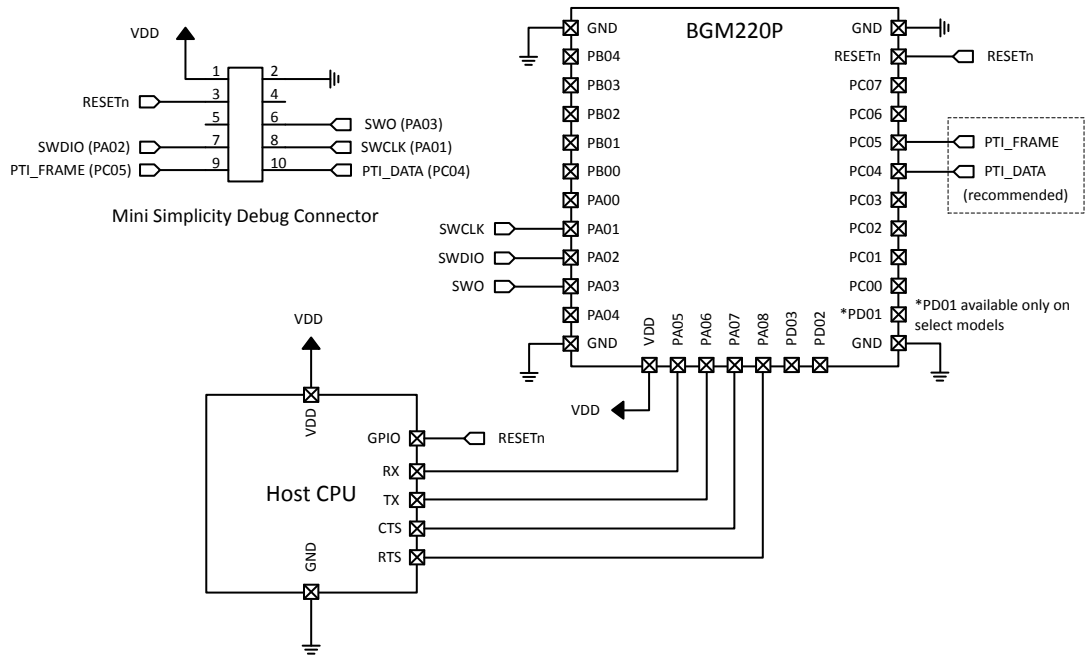 VDD
1 2
RESETn 3 4
5 6 SWO (PA03)
SWDIO (PA02) 7 8 SWCLK (PA01)
PTI_FRAME (PC05) 9 10 PTI_DATA (PC04)
Mini Simplicity Debug Connector
BGM220P
GND
PB04
PB03
PB02
PB01
PB00
PA00
SWCLK PA01
SWDIO PA02
SWO PA03
PA04
GND
GND
RESETn RESETn
PC07
PC06
PC05 PTI_FRAME
PC04 PTI_DATA
(recommended)
PC03
PC02
PC01
PC00
*PD01
*PD01 available only on
select models
GND
VDD
PA05
PA06
PA07
PA08
PD03
PD02
VDD
VDD
VDD
GPIO RESETn
RX
TX
CTS
RTS
Host CPU
GND